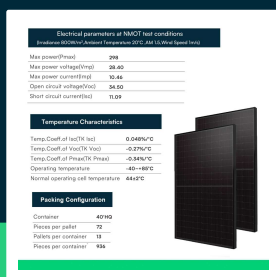 Electrical parameters at NMOT test conditions
(Irradiance 800W/m², Ambient Temperature 20°C ,AM 1.5,Wind Speed 1m/s)
Max power(Pmax) 298
Max power voltage(Vmp) 28.40
Max power current(Imp) 10.46
Open circuit voltage(Voc) 34.50
Short circuit current(Isc) 11.09
Temperature Characteristics
Temp.Coeff.of Isc(TK Isc) 0.048%/°C
Temp.Coeff.of Voc(TK Voc) -0.27%/°C
Temp.Coeff.of Pmax(TK Pmax) -0.34%/°C
Operating temperature -40~+85°C
Normal operating cell temperature 44±2°C
Packing Configuration
Container 40'HQ
Pieces per pallet 72
Pallets per container 13
Pieces per container 936